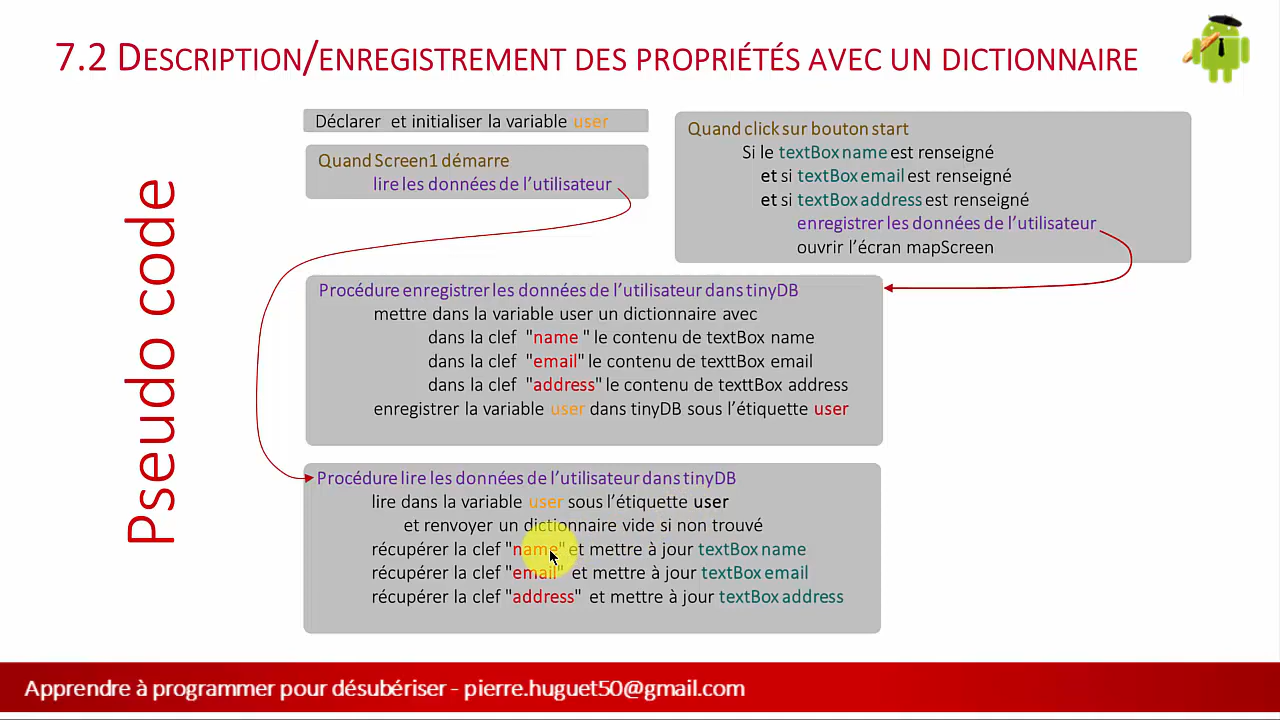 7.2 DESCRIPTION/ENREGISTREMENT DES PROPRIÉTÉS AVEC UN DICTIONNAIRE
Pseudo code
Déclarer et initialiser la variable user
Quand Screen1 démarre
lire les données de l'utilisateur
Quand click sur bouton start
Si le textBox name est renseigné
et si textBox email est renseigné
et si textBox address est renseigné
enregistrer les données de l'utilisateur
ouvrir l'écran mapScreen
Procédure enregistrer les données de l'utilisateur dans tinyDB
mettre dans la variable user un dictionnaire avec
dans la clef "name " le contenu de textBox name
dans la clef "email" le contenu de texttBox email
dans la clef "address" le contenu de texttBox address
enregistrer la variable user dans tinyDB sous l'étiquette user
Procédure lire les données de l'utilisateur dans tinyDB
lire dans la variable user sous l'étiquette user
et renvoyer un dictionnaire vide si non trouvé
récupérer la clef "name" et mettre à jour textBox name
récupérer la clef "email" et mettre à jour textBox email
récupérer la clef "address" et mettre à jour textBox address
Apprendre à programmer pour désubériser - pierre.huguet50@gmail.com